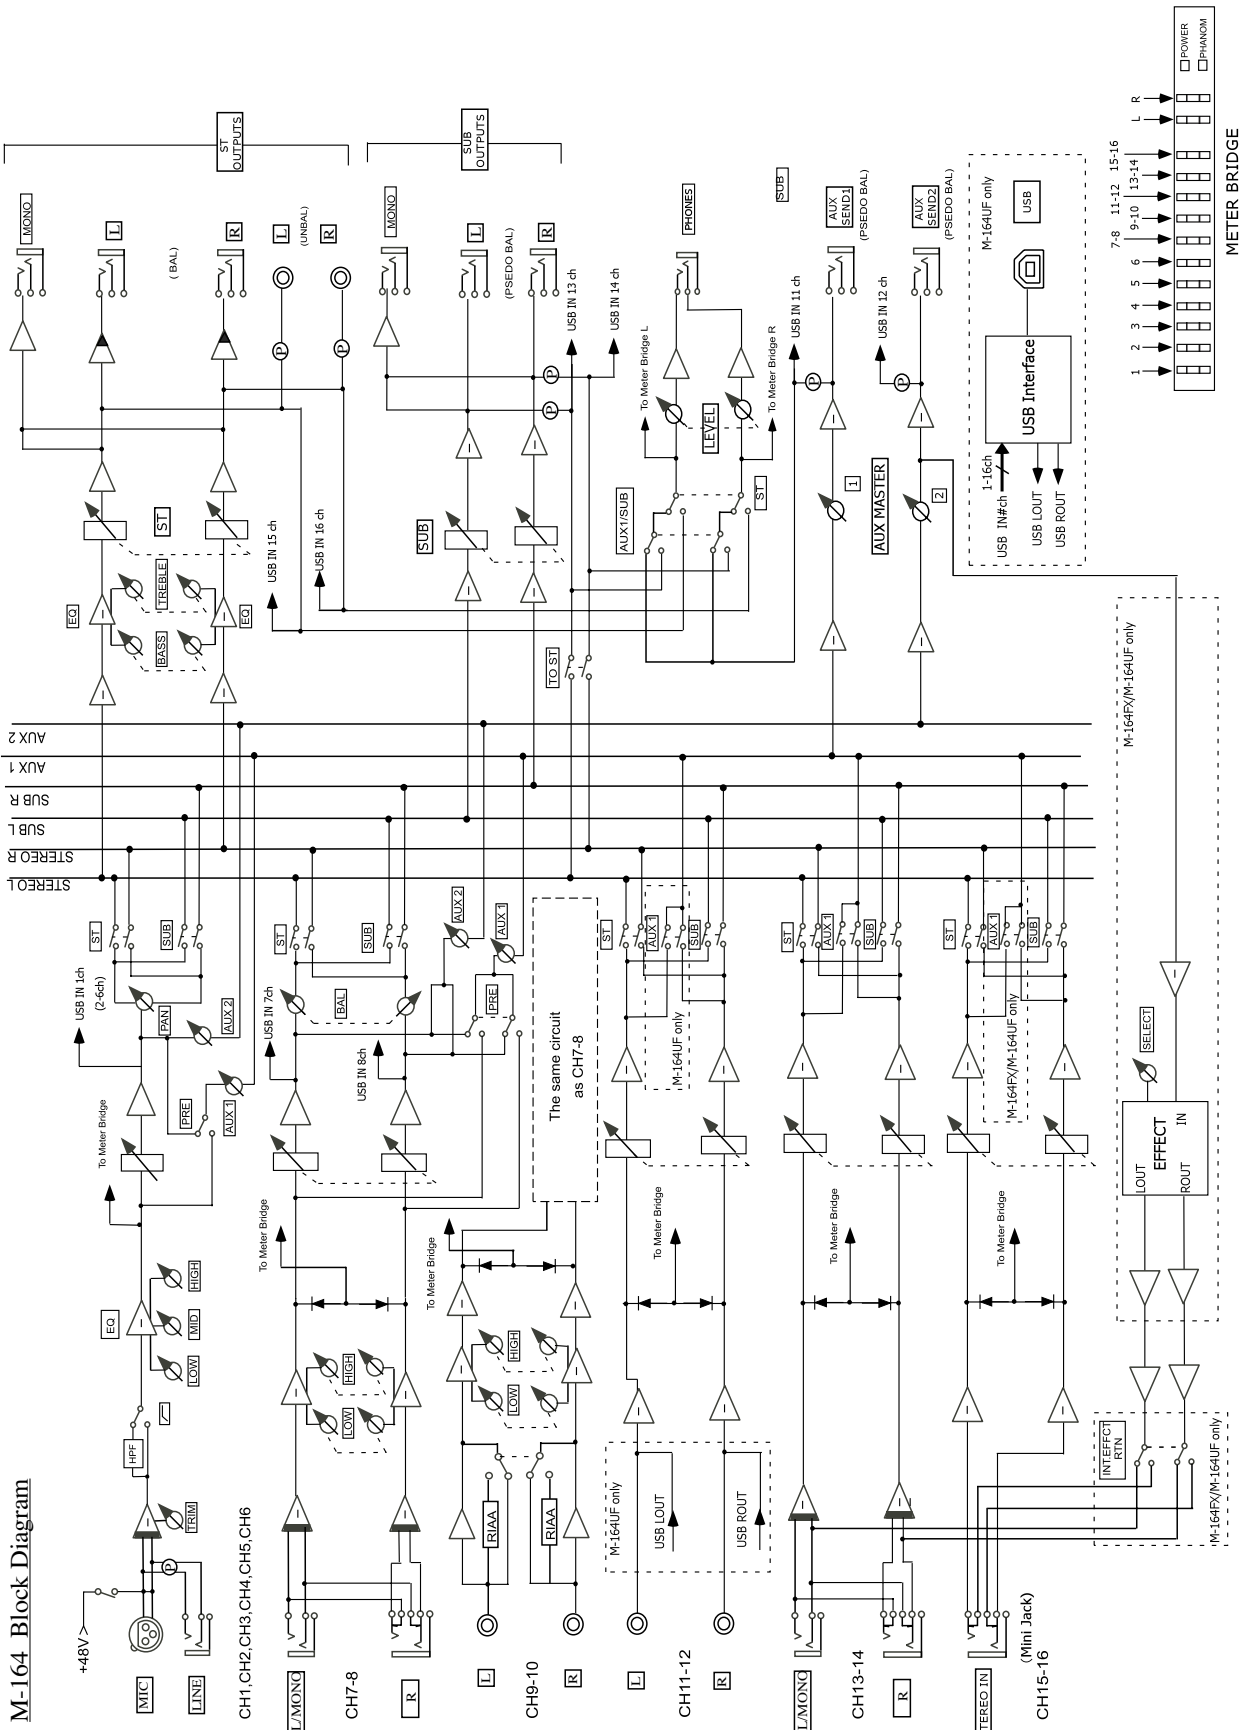 M-164 Block Diagram
+48V
MIC
LINE
TRIM
CH1,CH2,CH3,CH4,CH5,CH6
HPF
EQ
LOW
MID
HIGH
To Meter Bridge
PRE
AUX 1
AUX 2
PAN
USB IN 1ch
(2-6ch)
ST
SUB
L/MONO
CH7-8
R
LOW
HIGH
To Meter Bridge
USB IN 7ch
USB IN 8ch
BAL
PRE
AUX 2
AUX 1
ST
SUB
L
CH9-10
R
RIAA
RIAA
LOW
HIGH
To Meter Bridge
The same circuit
as CH7-8
L
CH11-12
R
M-164UF only
USB LOUT
USB ROUT
To Meter Bridge
M-164UF only
ST
AUX 1
SUB
L/MONO
CH13-14
R
To Meter Bridge
ST
AUX 1
SUB
TEREO IN
CH15-16
(Mini Jack)
To Meter Bridge
M-164FX/M-164UF only
ST
AUX 1
SUB
INT.EFFECT
RTN
M-164FX/M-164UF only
LOUT
ROUT
EFFECT
IN
SELECT
M-164FX/M-164UF only
STEREO L
STEREO R
SUB L
SUB R
AUX 1
AUX 2
BASS
TREBLE
EQ
EQ
ST
USB IN 15 ch
USB IN 16 ch
MONO
L
( BAL)
R
L
(UNBAL)
R
ST
OUTPUTS
P
P
SUB
MONO
L
(PSEDO BAL)
R
SUB
OUTPUTS
P
P
USB IN 13 ch
USB IN 14 ch
TO ST
AUX1/SUB
ST
LEVEL
To Meter Bridge L
To Meter Bridge R
PHONES
SUB
USB IN 11 ch
USB IN 12 ch
P
P
P
AUX MASTER
1
2
AUX
SEND1
(PSEDO BAL)
AUX
SEND2
(PSEDO BAL)
M-164UF only
USB
USB Interface
1-16ch
USB IN#ch
USB LOUT
USB ROUT
1
2
3
4
5
6
7-8
9-10
11-12
13-14
15-16
L
R
POWER
PHANOM
METER BRIDGE